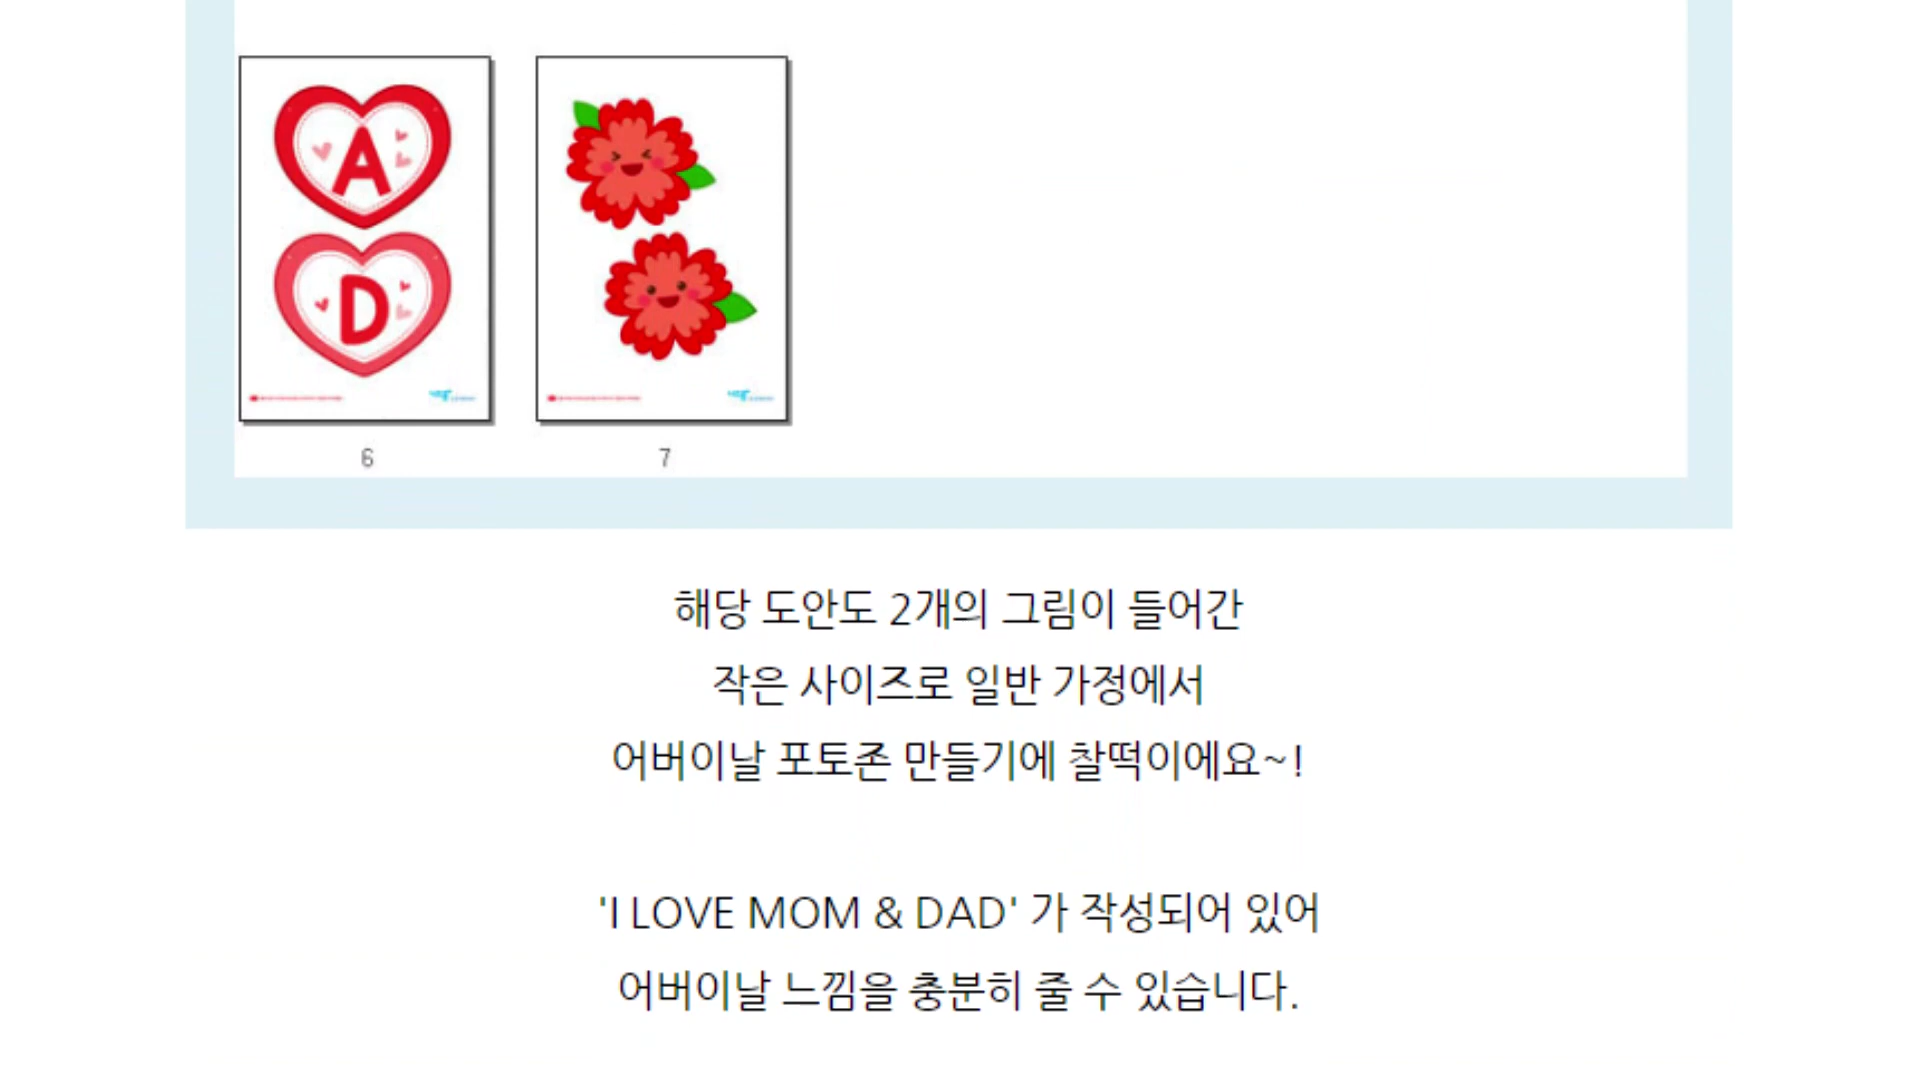 A
D
6
7
해당 도안도 2개의 그림이 들어간
작은 사이즈로 일반 가정에서
어버이날 포토존 만들기에 찰떡이에요~!
'I LOVE MOM & DAD' 가 작성되어 있어
어버이날 느낌을 충분히 줄 수 있습니다.